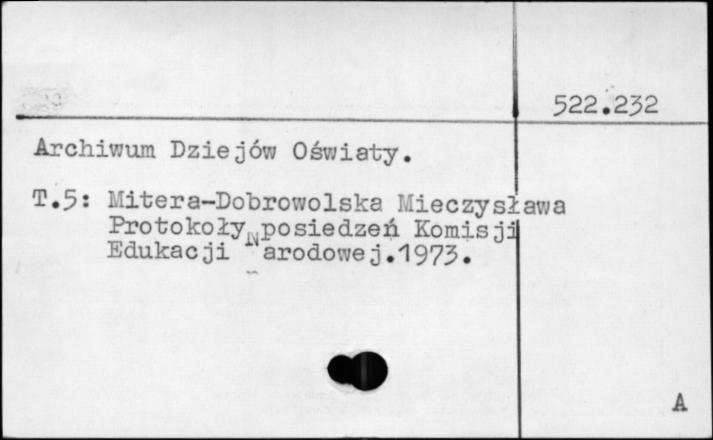 522.232
Archiwum Dziejów Oświaty.
T.5: Mitera-Dobrowolska Mieczysława
Protokoły posiedzeń Komisji
Edukacji Narodowej.1973.
A